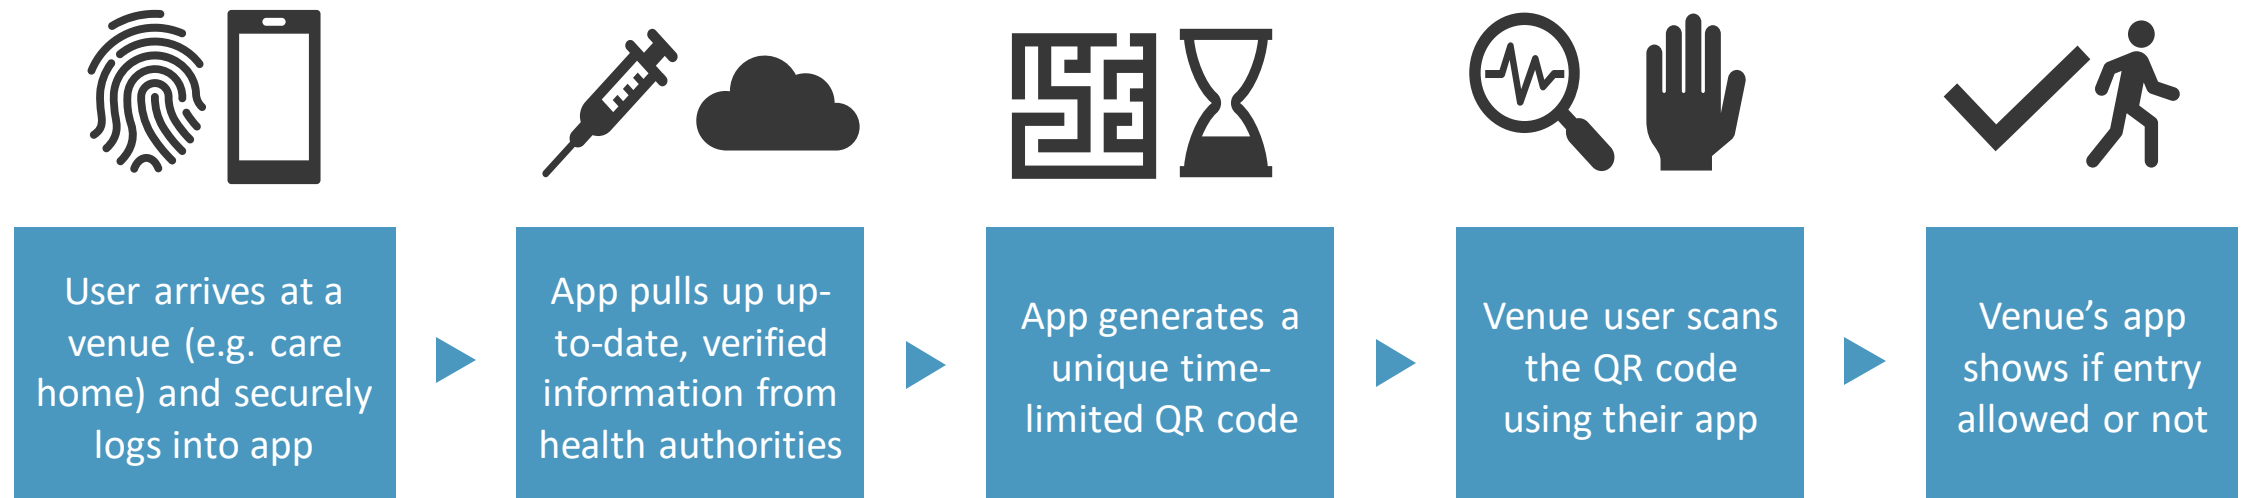 User arrives at a
venue (e.g. care
home) and securely
logs into app
App pulls up up-
to-date, verified
information from
health authorities
App generates a
unique time-
limited QR code
Venue user scans
the QR code
using their app
Venue’s app
shows if entry
allowed or not